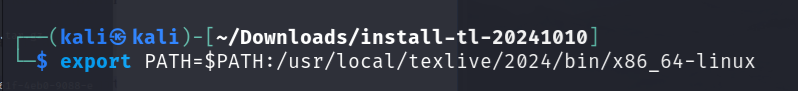 ┌──(kali㉿kali)-[~/Downloads/install-tl-20241010]
└─$ export PATH=$PATH:/usr/local/texlive/2024/bin/x86_64-linux